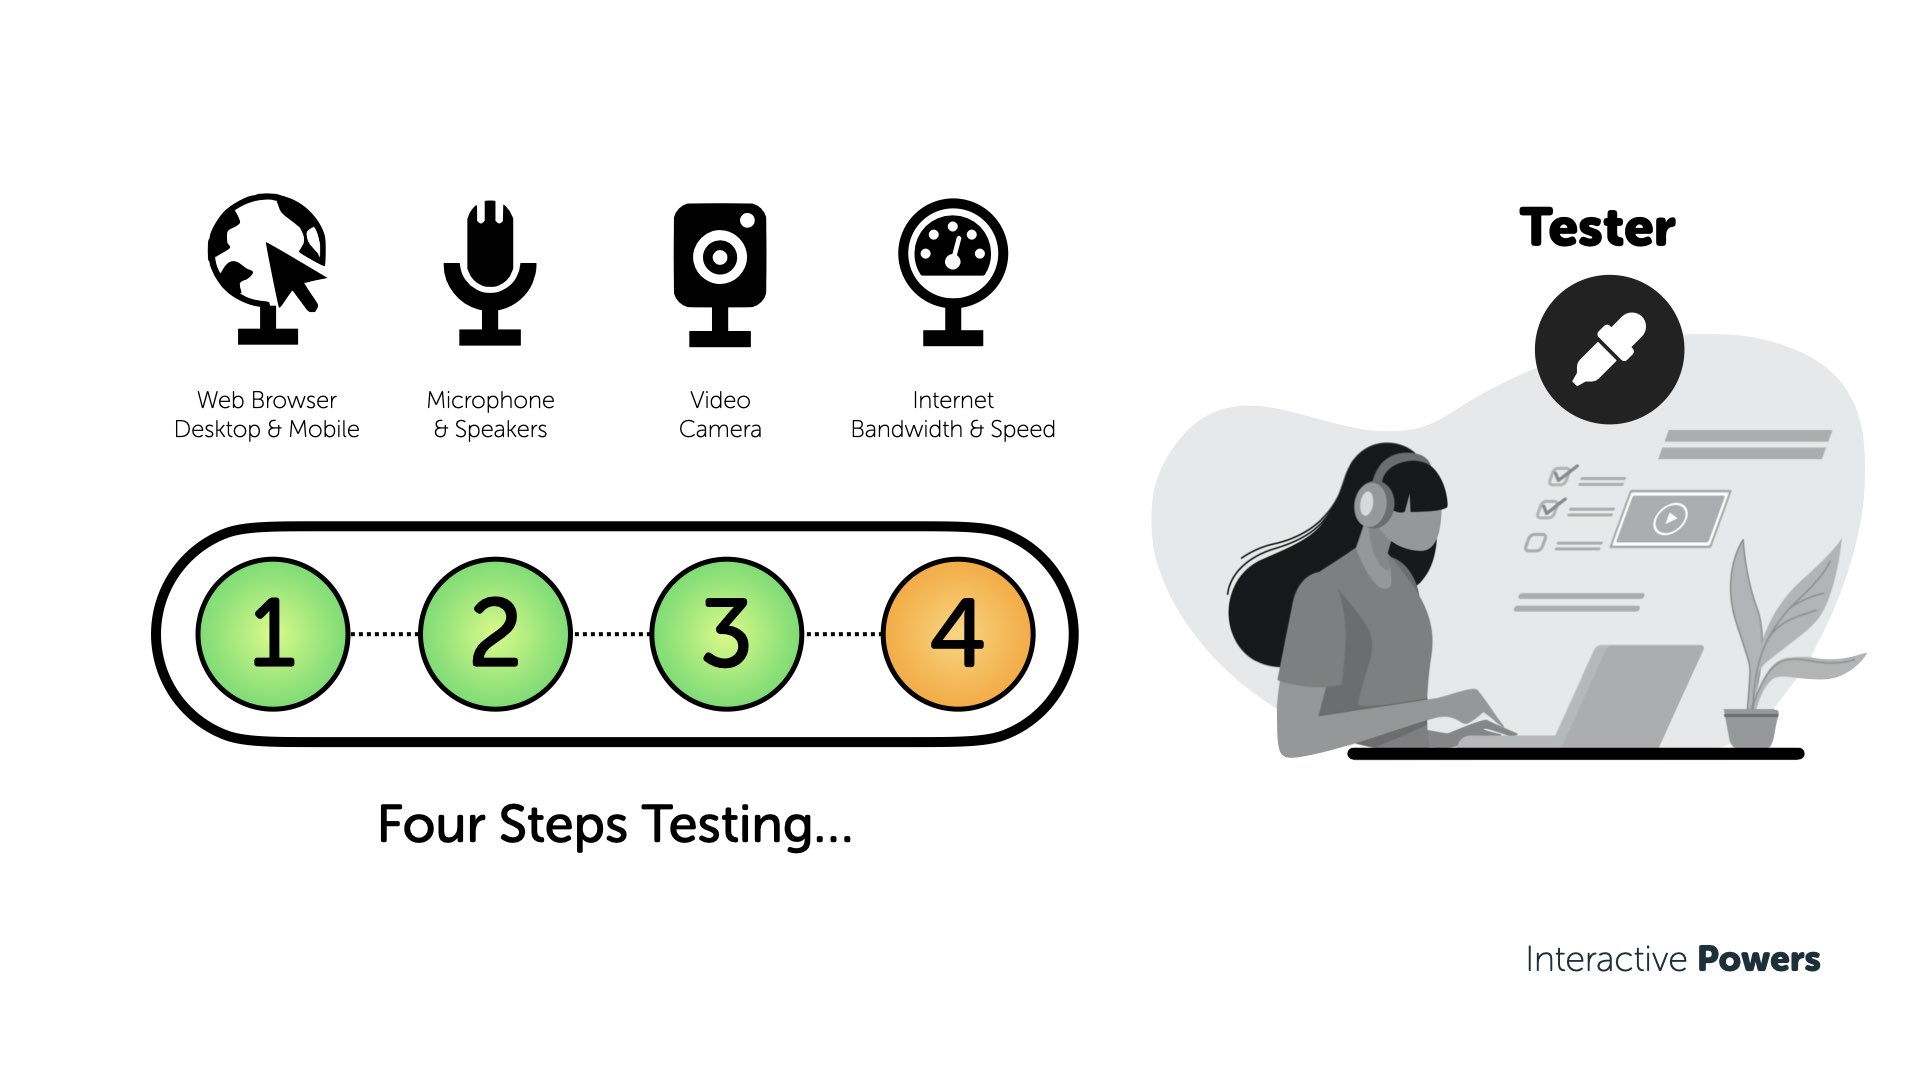 Web Browser
Desktop & Mobile
Microphone
& Speakers
Video
Camera
Internet
Bandwidth & Speed
1
2
3
4
Four Steps Testing...
Tester
Interactive Powers